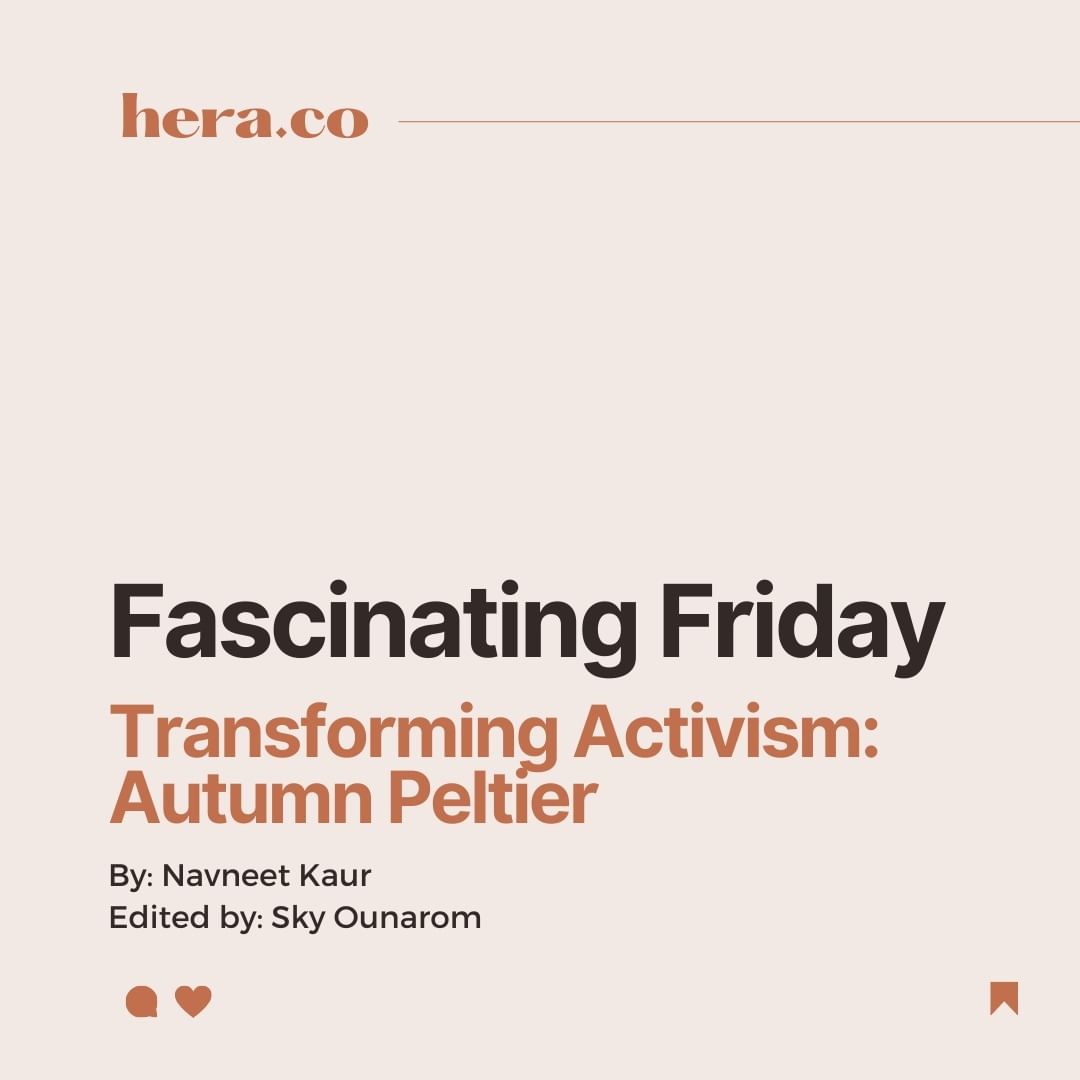 hera.co
Fascinating Friday
Transforming Activism:
Autumn Peltier
By: Navneet Kaur
Edited by: Sky Ounarom